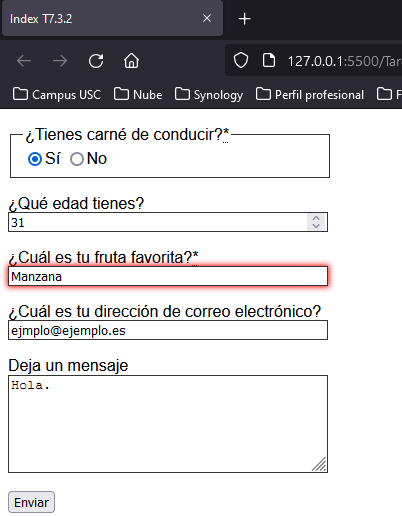 Index T7.3.2
127.0.0.1:5500/Tar
Campus USC Nube Synology Perfil profesional F
¿Tienes carné de conducir?*
Sí No
¿Qué edad tienes?
31
¿Cuál es tu fruta favorita?*
Manzana
¿Cuál es tu dirección de correo electrónico?
ejmplo@ejemplo.es
Deja un mensaje
Hola.
Enviar